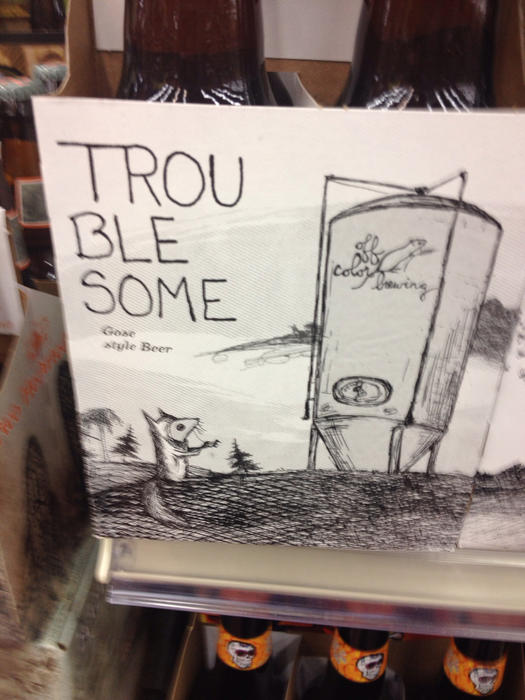 TROU
BLE
SOME
Gose
style Beer
off
color
brewing